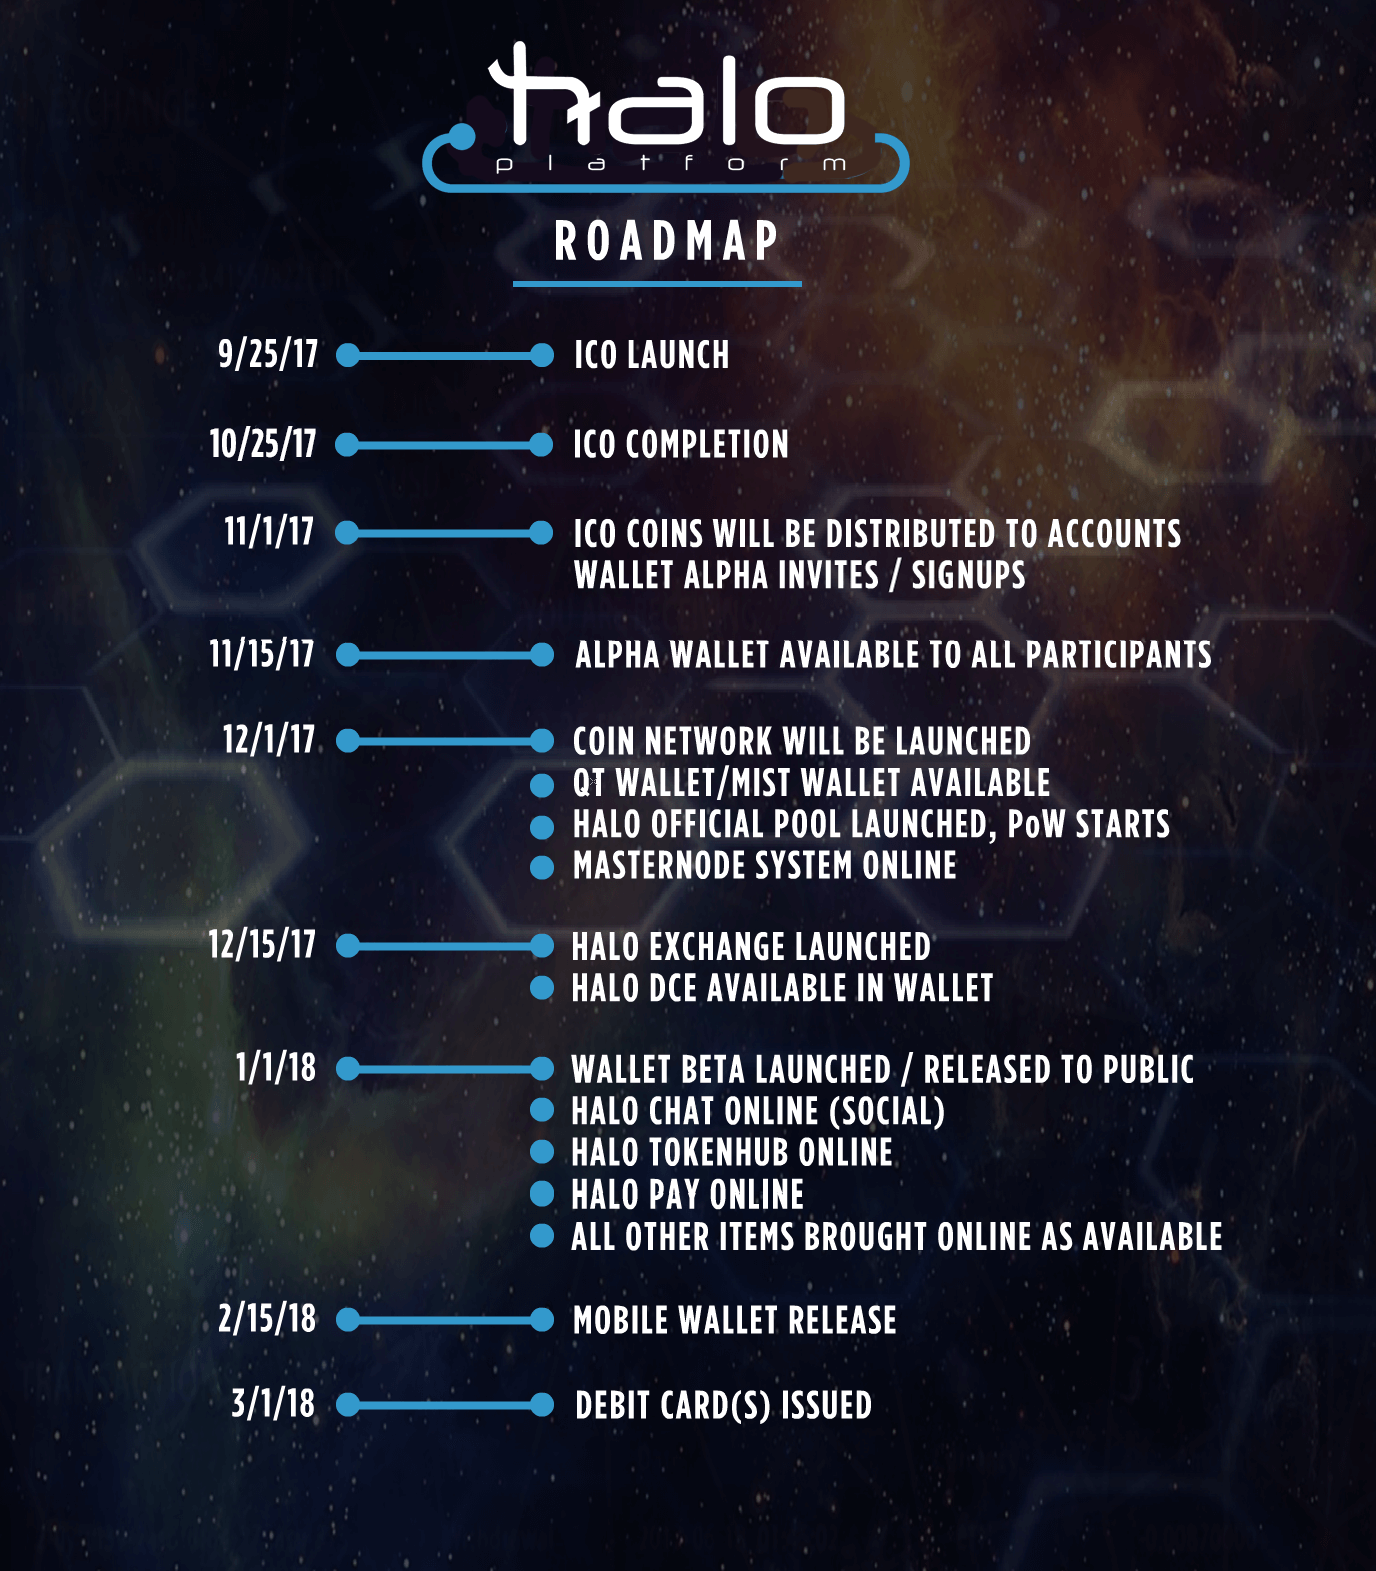 halo
platform
ROADMAP
9/25/17 ICO LAUNCH
10/25/17 ICO COMPLETION
11/1/17 ICO COINS WILL BE DISTRIBUTED TO ACCOUNTS
WALLET ALPHA INVITES / SIGNUPS
11/15/17 ALPHA WALLET AVAILABLE TO ALL PARTICIPANTS
12/1/17 COIN NETWORK WILL BE LAUNCHED
QT WALLET/MIST WALLET AVAILABLE
HALO OFFICIAL POOL LAUNCHED, PoW STARTS
MASTERNODE SYSTEM ONLINE
12/15/17 HALO EXCHANGE LAUNCHED
HALO DCE AVAILABLE IN WALLET
1/1/18 WALLET BETA LAUNCHED / RELEASED TO PUBLIC
HALO CHAT ONLINE (SOCIAL)
HALO TOKENHUB ONLINE
HALO PAY ONLINE
ALL OTHER ITEMS BROUGHT ONLINE AS AVAILABLE
2/15/18 MOBILE WALLET RELEASE
3/1/18 DEBIT CARD(S) ISSUED